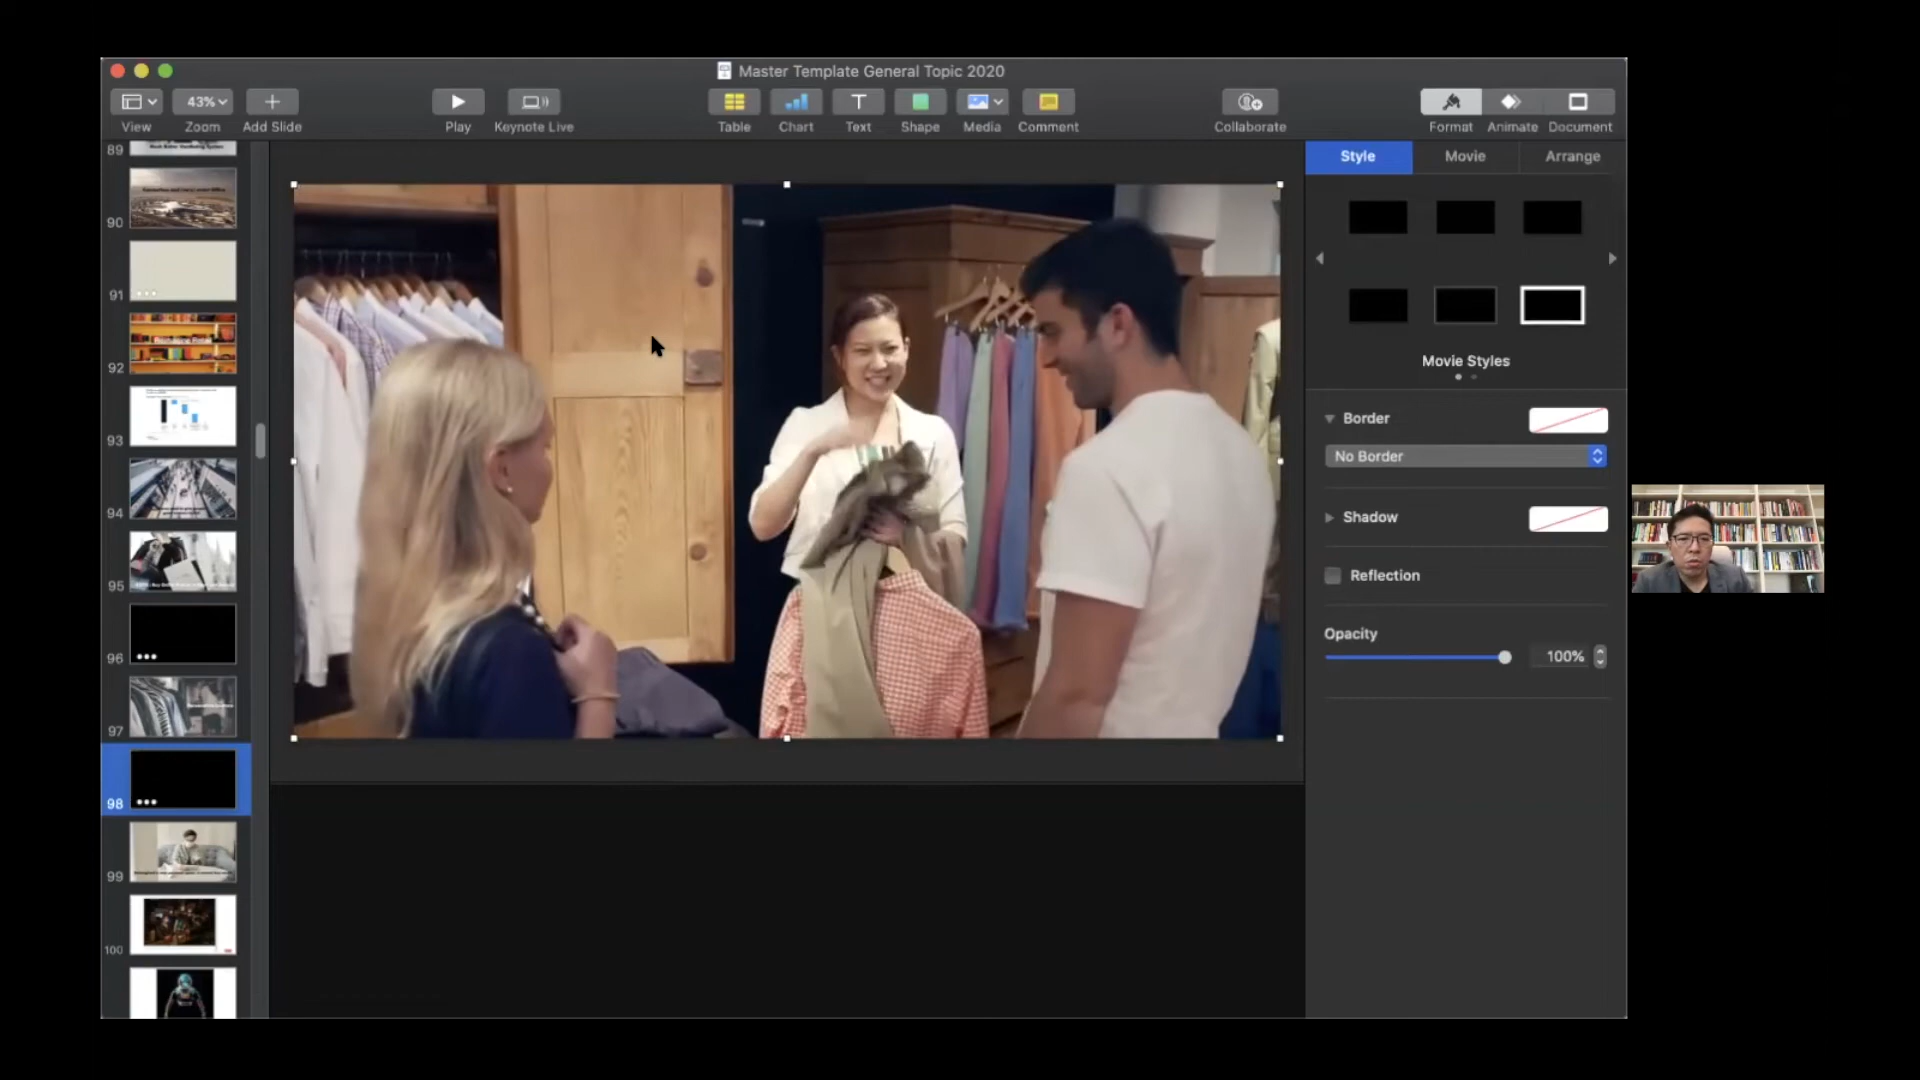 Master Template General Topic 2020
43%
View
Zoom
Add Slide
Play
Keynote Live
Table
Chart
Text
Shape
Media
Comment
Collaborate
Format
Animate
Document
Style
Movie
Arrange
Movie Styles
Border
No Border
Shadow
Reflection
Opacity
100%
89
90
91
92
93
94
95
96
97
98
99
100